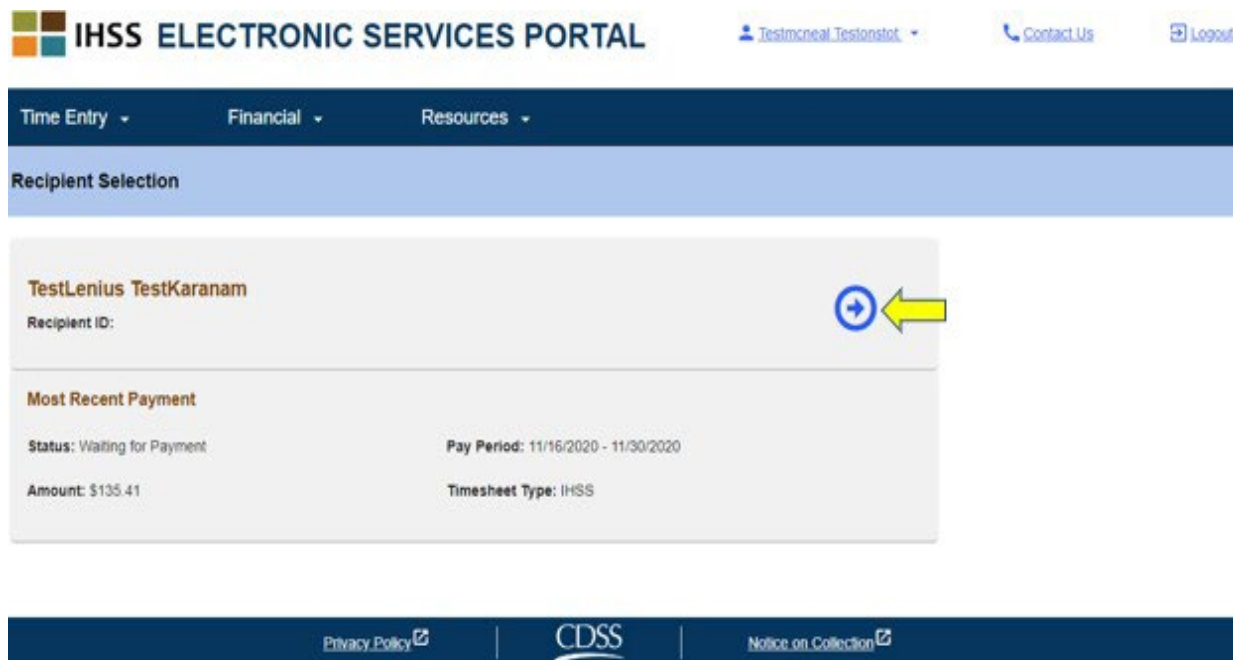 IHSS ELECTRONIC SERVICES PORTAL
Testmcneal Testonstot
Contact Us
Logout
Time Entry
Financial
Resources
Recipient Selection
TestLenius TestKaranam
Recipient ID:
Most Recent Payment
Status: Waiting for Payment
Pay Period: 11/16/2020 - 11/30/2020
Amount: $135.41
Timesheet Type: IHSS
Privacy Policy
CDSS
Notice on Collection